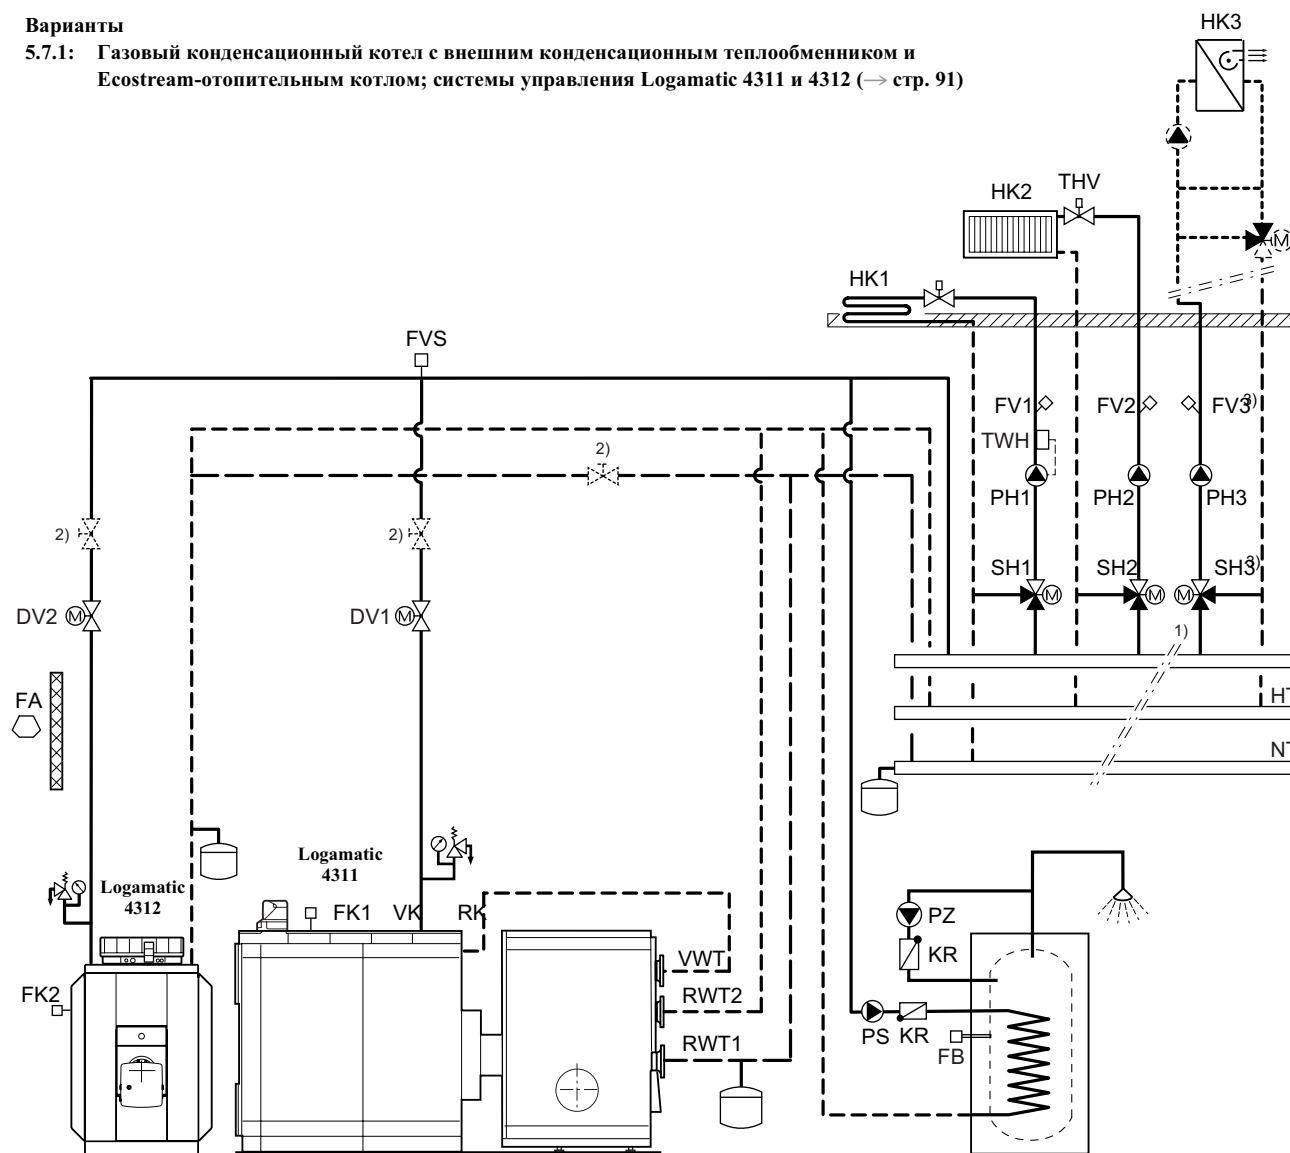 Варианты
5.7.1: Газовый конденсационный котел с внешним конденсационным теплообменником и
Ecostream-отопительным котлом; системы управления Logamatic 4311 и 4312 (→ стр. 91)
HK3
HK2
THV
M
HK1
FVS
FV1
FV2
FV3 3)
TWH
2)
PH1
PH2
PH3
2)
2)
SH1
SH2
SH3 3)
M
M
M
DV2
M
DV1
M
1)
FA
HT
NT
Logamatic
4311
Logamatic
4312
FK1
VK
RK
PZ
KR
VWT
FK2
RWT2
PS
KR
RWT1
FB